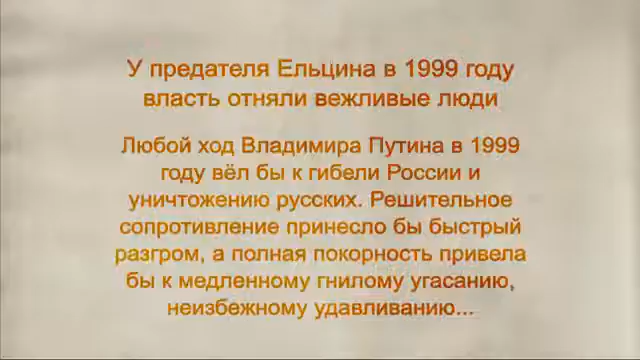 У предателя Ельцина в 1999 году
власть отняли вежливые люди
Любой ход Владимира Путина в 1999
году вёл бы к гибели России и
уничтожению русских. Решительное
сопротивление принесло бы быстрый
разгром, а полная покорность привела
бы к медленному гнилому угасанию,
неизбежному удавливанию...